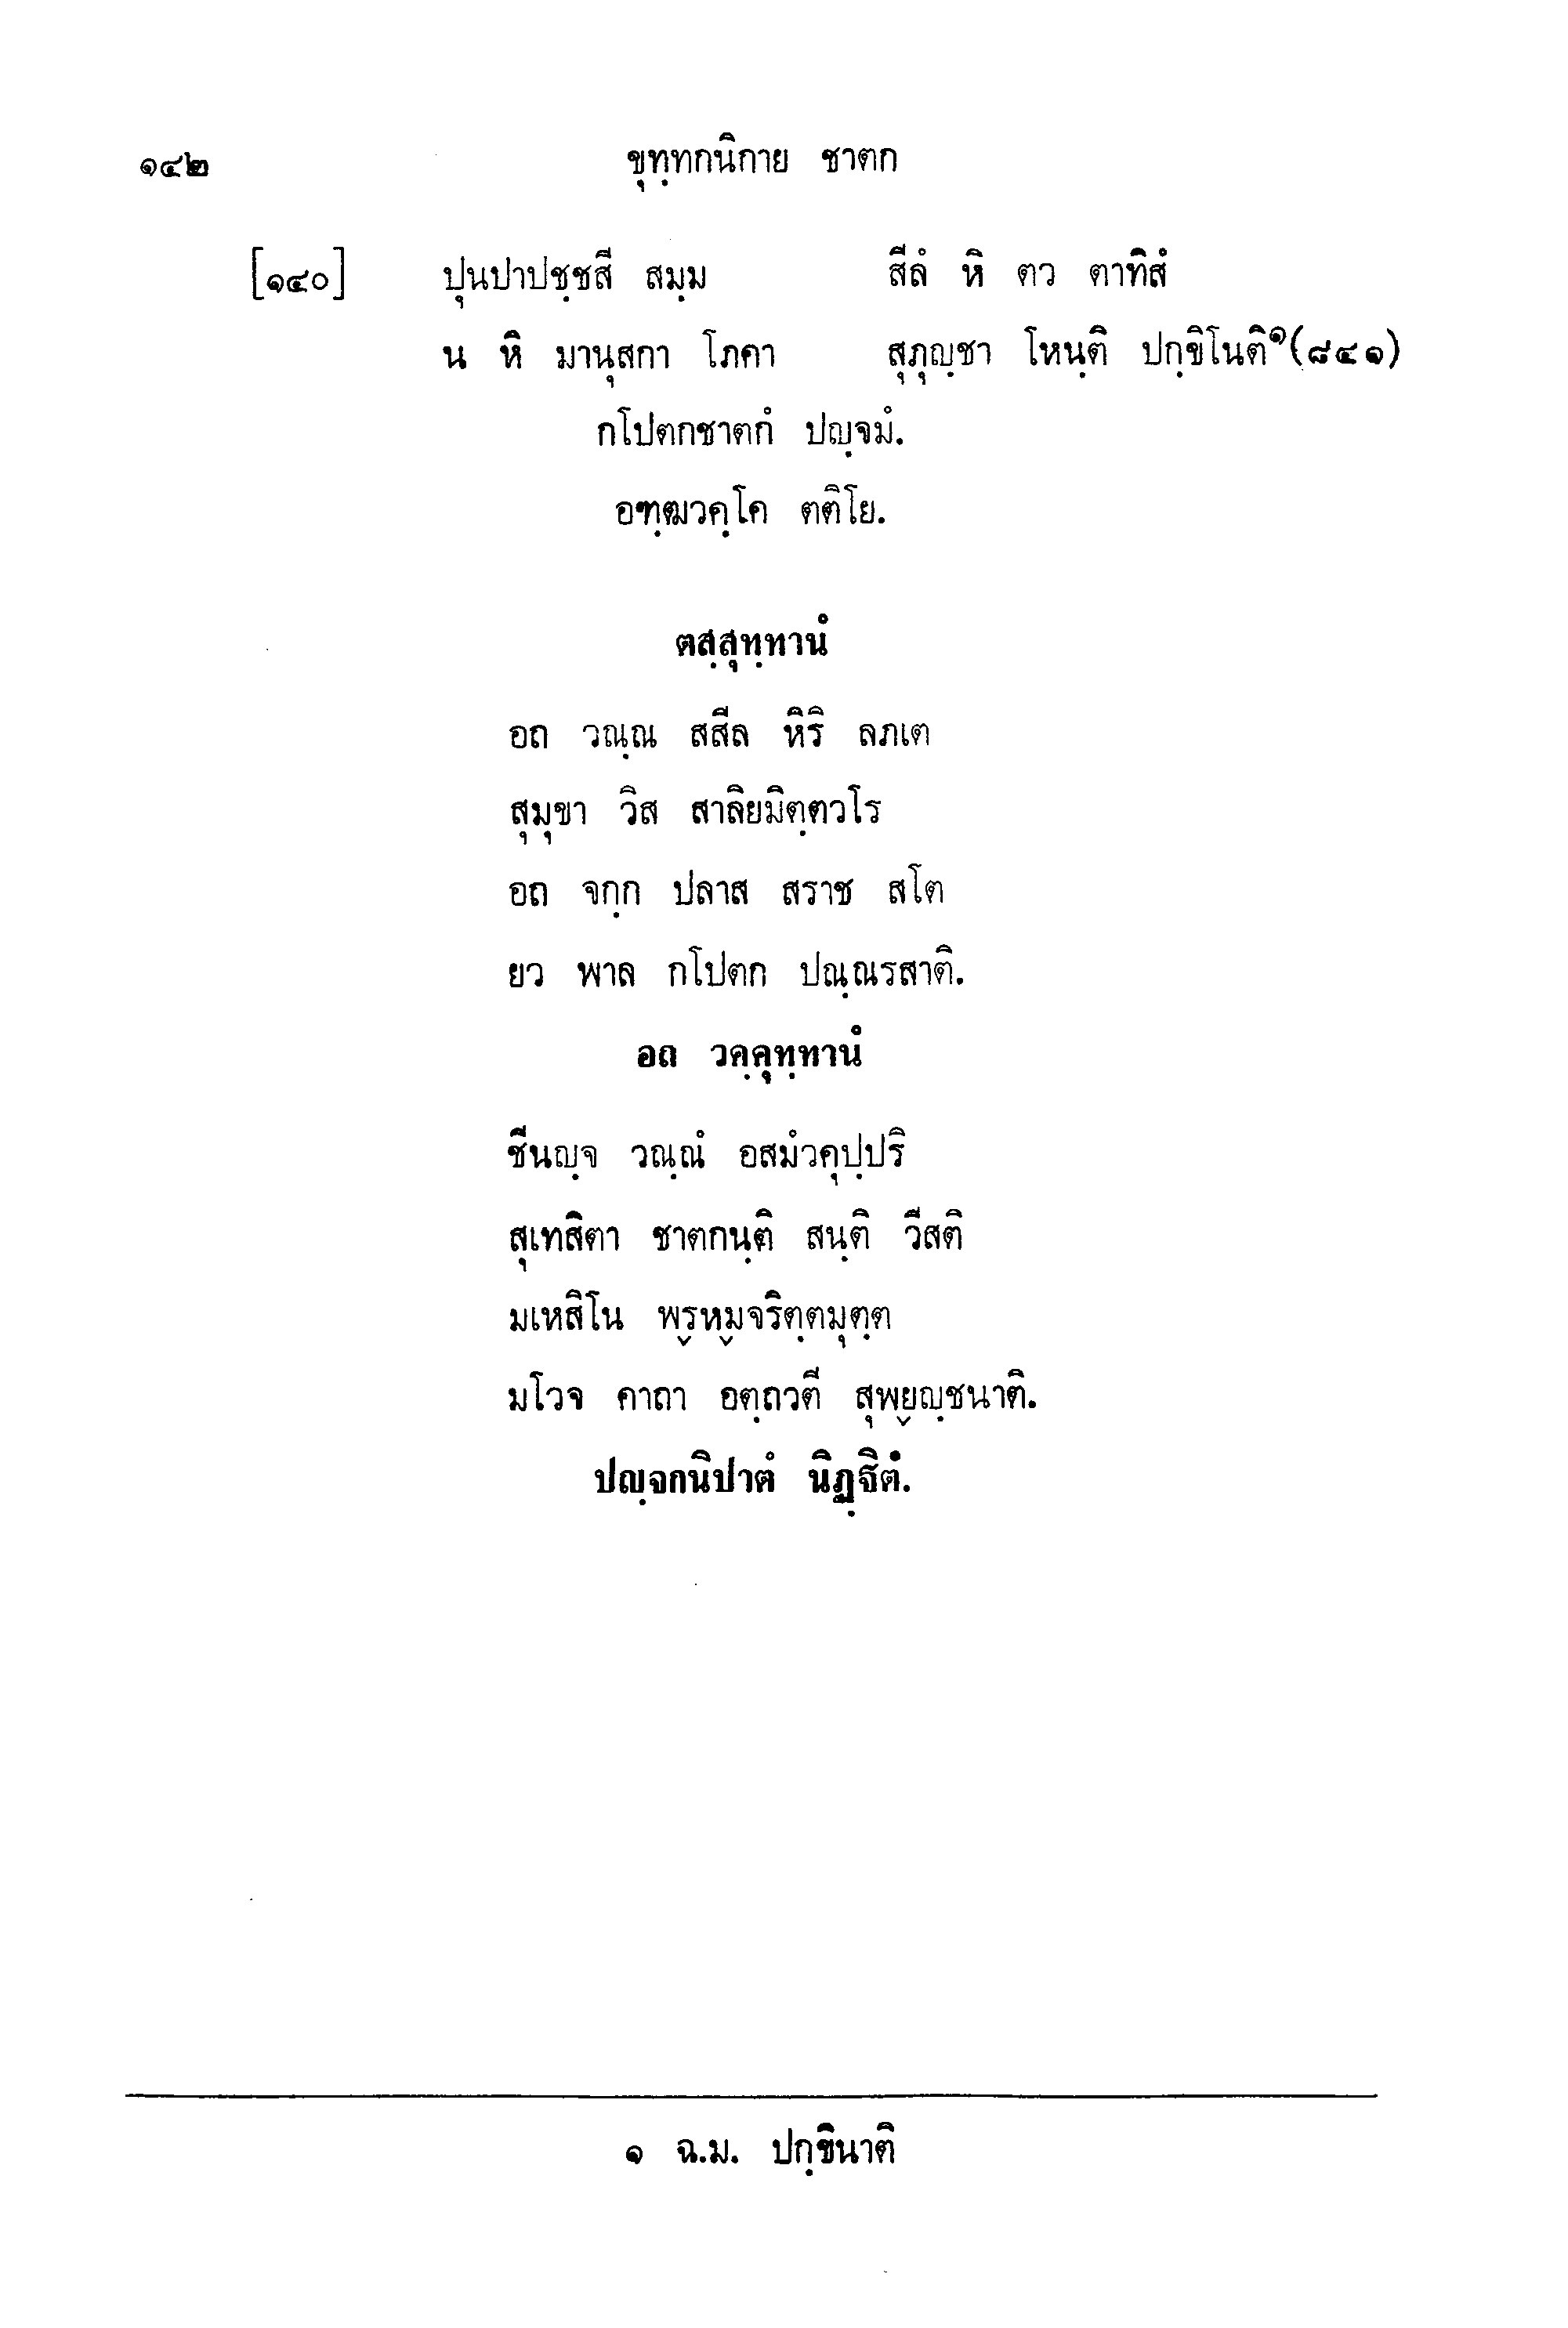 ๑๔๒ ขุทฺทกนิกาย ชาตก
[๑๔๐] ปุนปาปชฺชสี สมฺม สีลํ หิ ตว ตาทิสํ
น หิ มานุสกา โภคา สุภุญฺชา โหนฺติ ปกฺขิโนติ๑(๘๔๑)
กโปตกชาตกํ ปญฺจมํ.
อฑฺฒวคฺโค ตติโย.
ตสฺสุทฺทานํ
อถ วณฺณ สสีล หิริ ลภเต
สุมุขา วิส สาลิยมิตฺตวโร
อถ จกฺก ปลาส สราช สโต
ยว พาล กโปตก ปณฺณรสาติ.
อถ วคฺคุทฺทานํ
ชีนญฺจ วณฺณํ อสมํวคุปฺปริ
สุเทสิตา ชาตกนฺติ สนฺติ วีสติ
มเหสิโน พฺรหฺมจริตฺตมุตฺต
มโวจ คาถา อตฺถวตี สุพฺยญฺชนาติ.
ปญฺจกนิปาตํ นิฏฺฐิตํ.
๑ ฉ.ม. ปกฺขินาติ